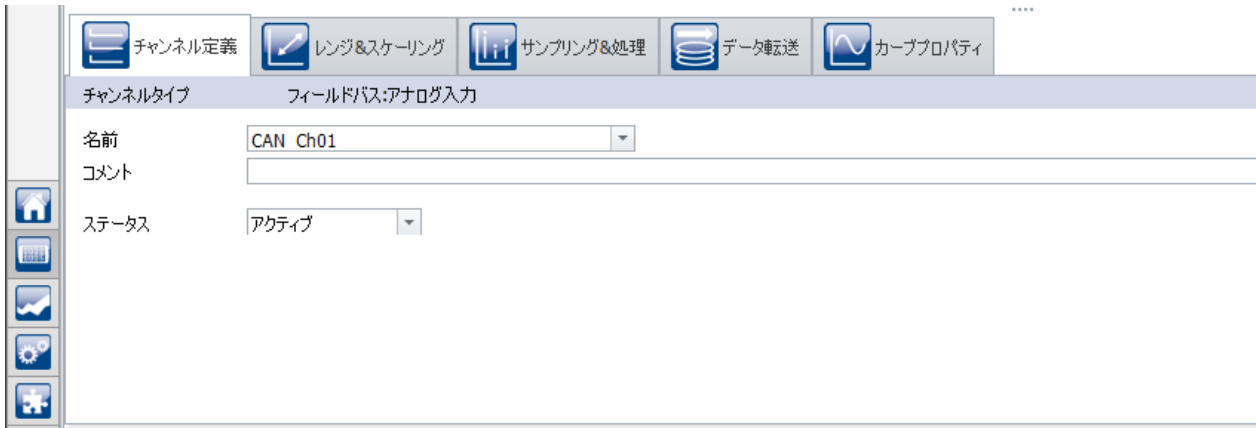 チャンネル定義 レンジ&スケーリング サンプリング&処理 データ転送 カーブプロパティ
チャンネルタイプ フィールドバス:アナログ入力
名前 CAN Ch01
コメント
ステータス アクティブ